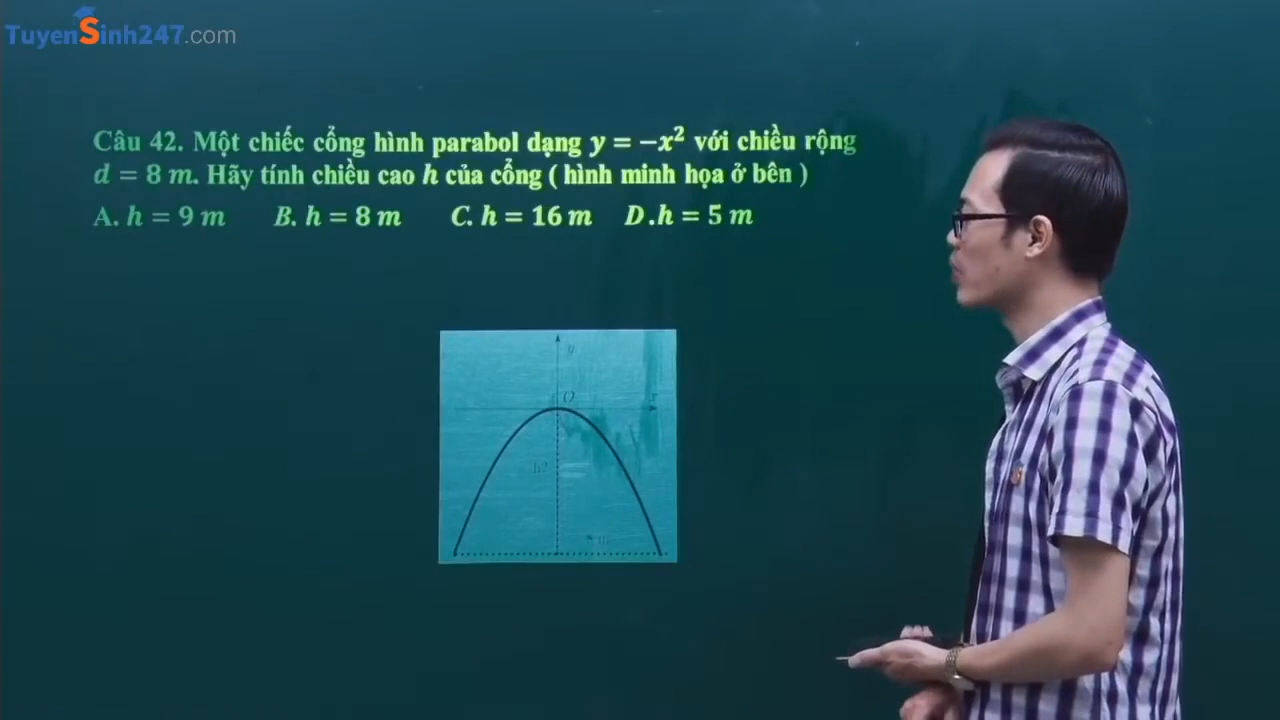 TuyenSinh247.com
Câu 42. Một chiếc cổng hình parabol dạng y = −x² với chiều rộng
d = 8 m. Hãy tính chiều cao h của cổng ( hình minh họa ở bên )
A. h = 9 m B. h = 8 m C. h = 16 m D.h = 5 m
y
O x
h?
8 m